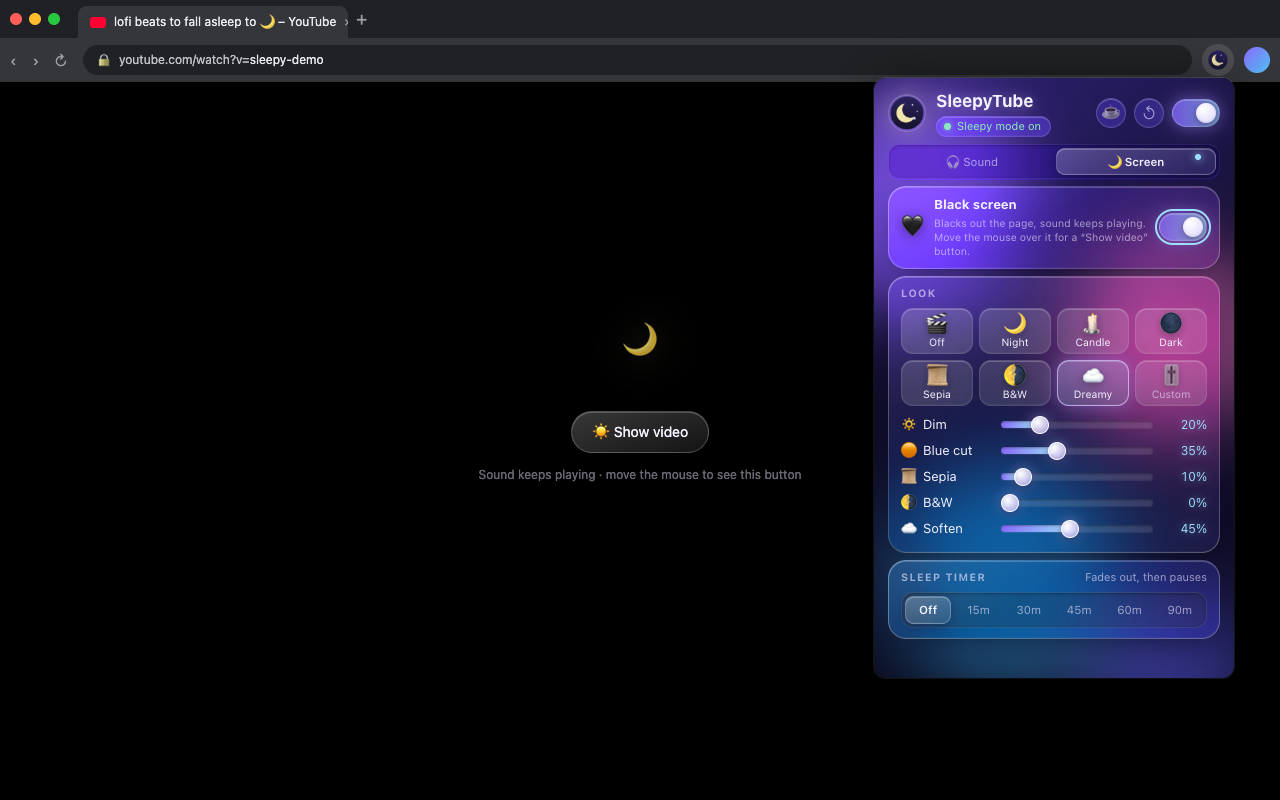 lofi beats to fall asleep to 🌙 – YouTube
youtube.com/watch?v=sleepy-demo
SleepyTube
Sleepy mode on
🎧 Sound
🌙 Screen
Black screen
Blacks out the page, sound keeps playing.
Move the mouse over it for a “Show video”
button.
LOOK
Off
Night
Candle
Dark
Sepia
B&W
Dreamy
Custom
Dim 20%
Blue cut 35%
Sepia 10%
B&W 0%
Soften 45%
SLEEP TIMER
Fades out, then pauses
Off 15m 30m 45m 60m 90m
☀️ Show video
Sound keeps playing · move the mouse to see this button